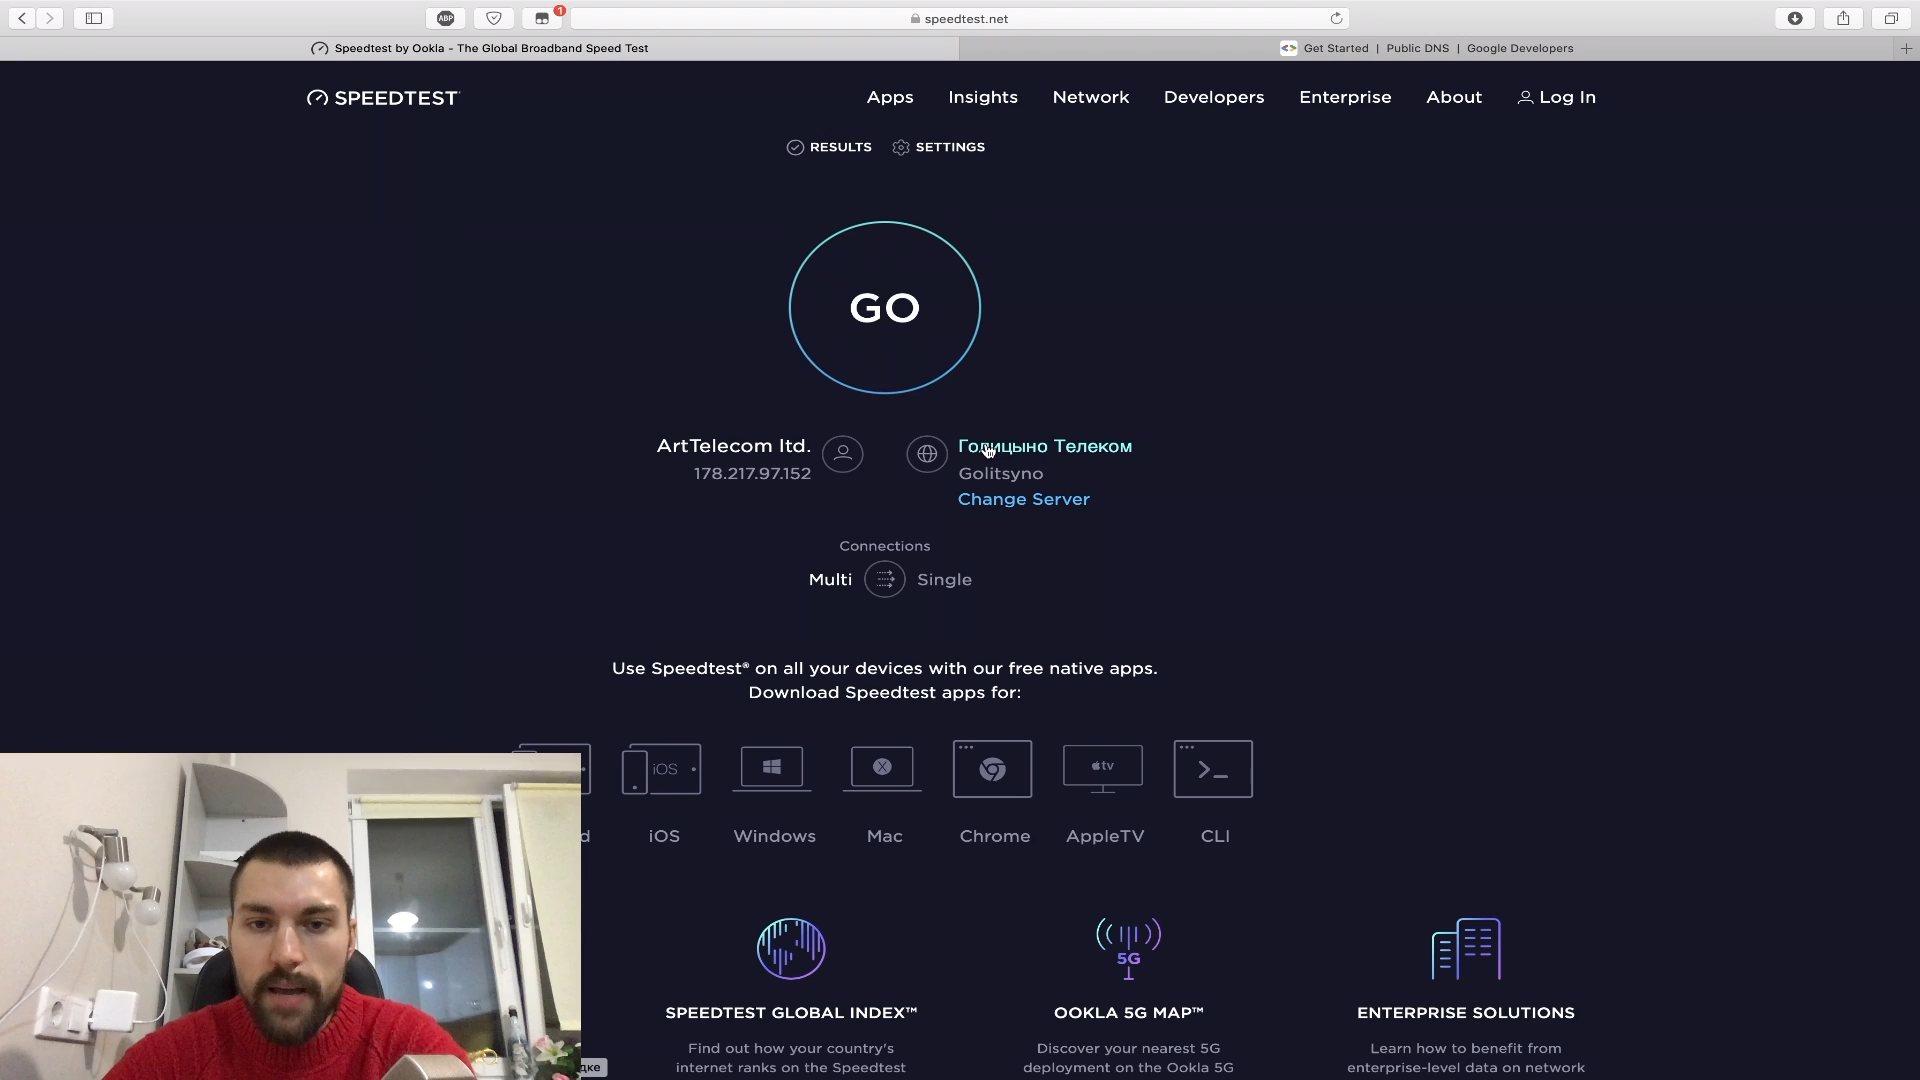 ABP
1
speedtest.net
Speedtest by Ookla - The Global Broadband Speed Test
Get Started | Public DNS | Google Developers
SPEEDTEST
Apps
Insights
Network
Developers
Enterprise
About
Log In
RESULTS
SETTINGS
GO
ArtTelecom ltd.
178.217.97.152
Голицыно Телеком
Golitsyno
Change Server
Connections
Multi
Single
Use Speedtest® on all your devices with our free native apps.
Download Speedtest apps for:
iOS
tv
d
iOS
Windows
Mac
Chrome
AppleTV
CLI
5G
SPEEDTEST GLOBAL INDEX™
OOKLA 5G MAP™
ENTERPRISE SOLUTIONS
Find out how your country's
internet ranks on the Speedtest
Discover your nearest 5G
deployment on the Ookla 5G
Learn how to benefit from
enterprise-level data on network
дке